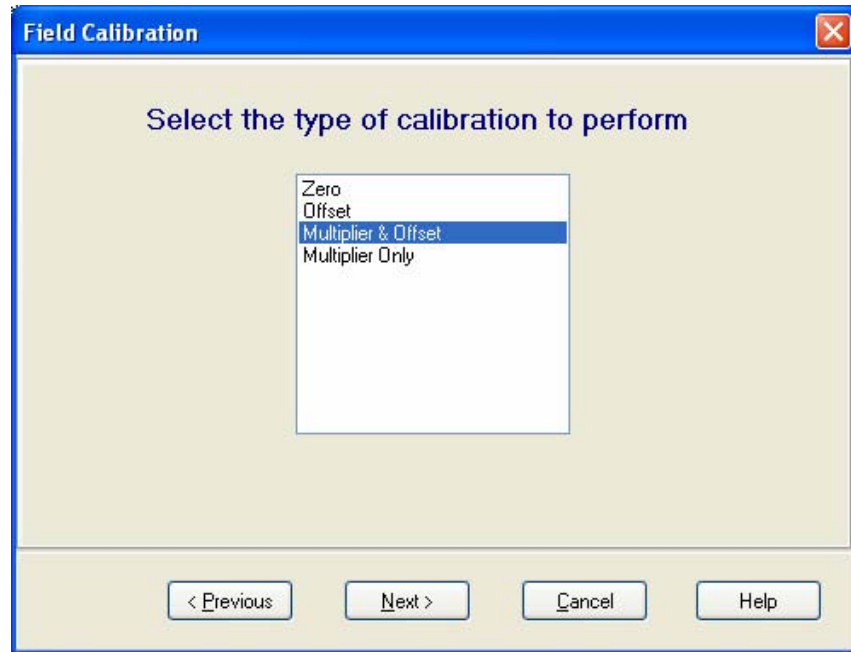 Field Calibration
Select the type of calibration to perform
Zero
Offset
Multiplier & Offset
Multiplier Only
< Previous Next > Cancel Help